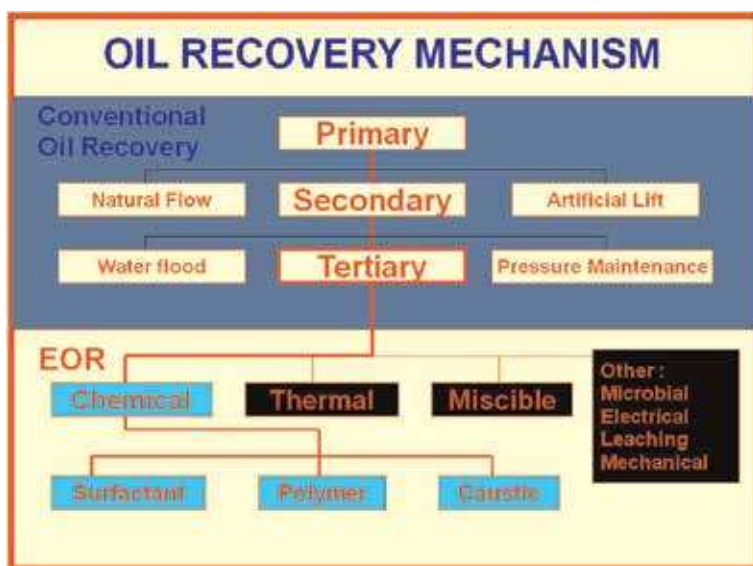 OIL RECOVERY MECHANISM
Conventional
Oil Recovery
Primary
Natural Flow
Secondary
Artificial Lift
Water flood
Tertiary
Pressure Maintenance
EOR
Chemical
Thermal
Miscible
Other :
Microbial
Electrical
Leaching
Mechanical
Surfactant
Polymer
Caustic